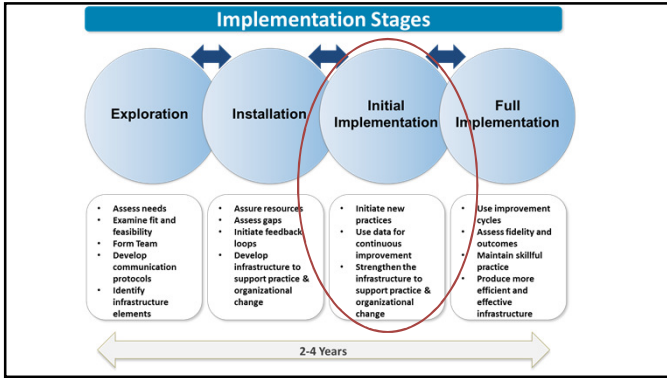 Implementation Stages
Exploration
Installation
Initial
Implementation
Full
Implementation
• Assess needs
• Examine fit and
feasibility
• Form Team
• Develop
communication
protocols
• Identify
infrastructure
elements
• Assure resources
• Assess gaps
• Initiate feedback
loops
• Develop
infrastructure to
support practice &
organizational
change
• Initiate new
practices
• Use data for
continuous
improvement
• Strengthen the
infrastructure to
support practice &
organizational
change
• Use improvement
cycles
• Assess fidelity and
outcomes
• Maintain skillful
practice
• Produce more
efficient and
effective
infrastructure
2-4 Years